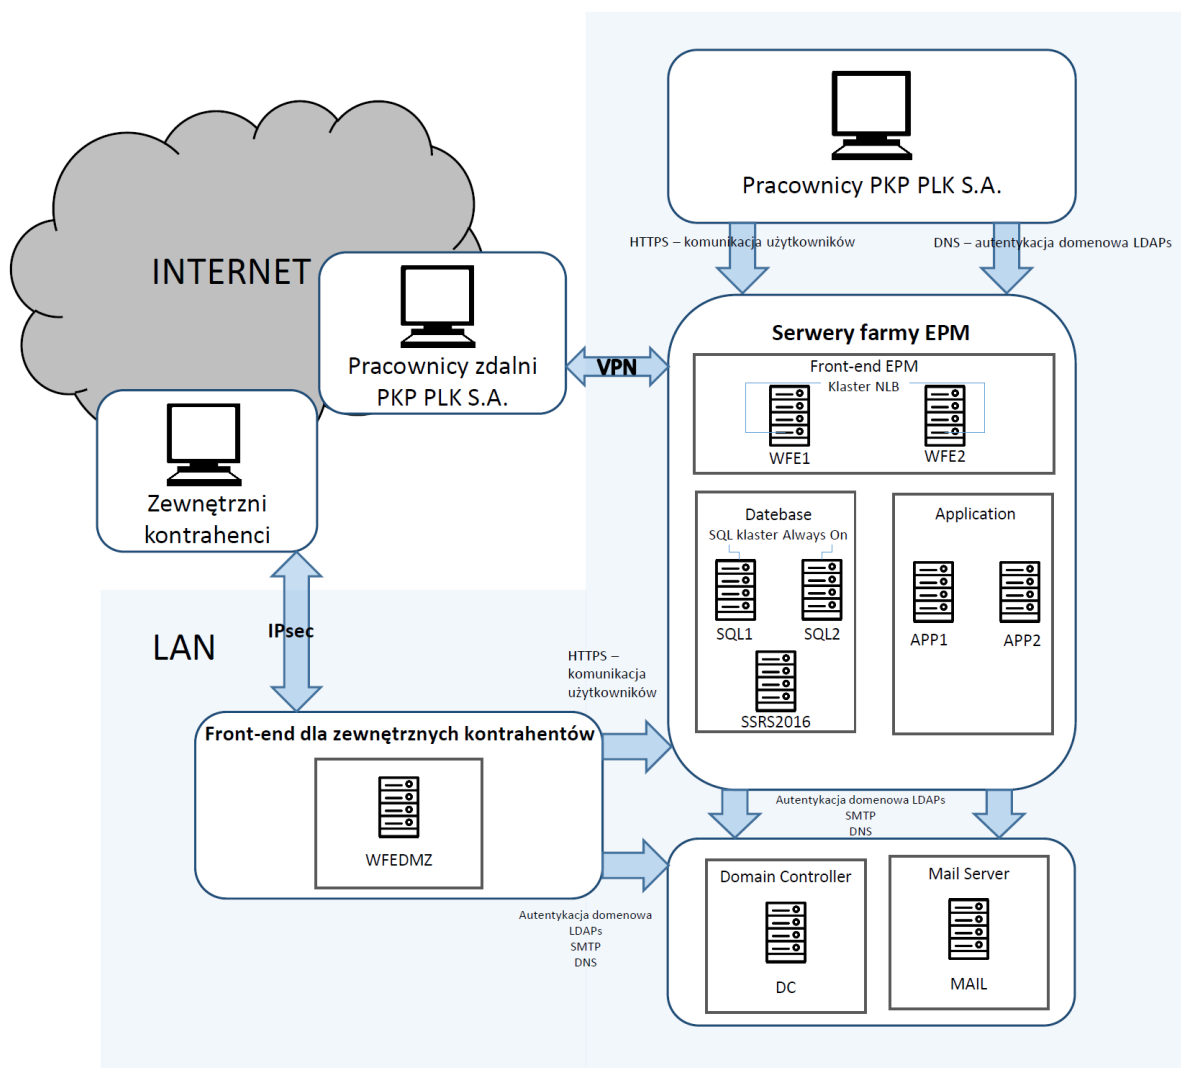 Pracownicy PKP PLK S.A.
HTTPS – komunikacja użytkowników
DNS – autentykacja domenowa LDAPs
INTERNET
Pracownicy zdalni
PKP PLK S.A.
VPN
Zewnętrzni
kontrahenci
Serwery farmy EPM
Front-end EPM
Klaster NLB
WFE1
WFE2
Datebase
SQL klaster Always On
SQL1
SQL2
SSRS2016
Application
APP1
APP2
IPsec
LAN
HTTPS –
komunikacja
użytkowników
Front-end dla zewnętrznych kontrahentów
WFEDMZ
Autentykacja domenowa LDAPs
SMTP
DNS
Autentykacja domenowa
LDAPs
SMTP
DNS
Domain Controller
DC
Mail Server
MAIL